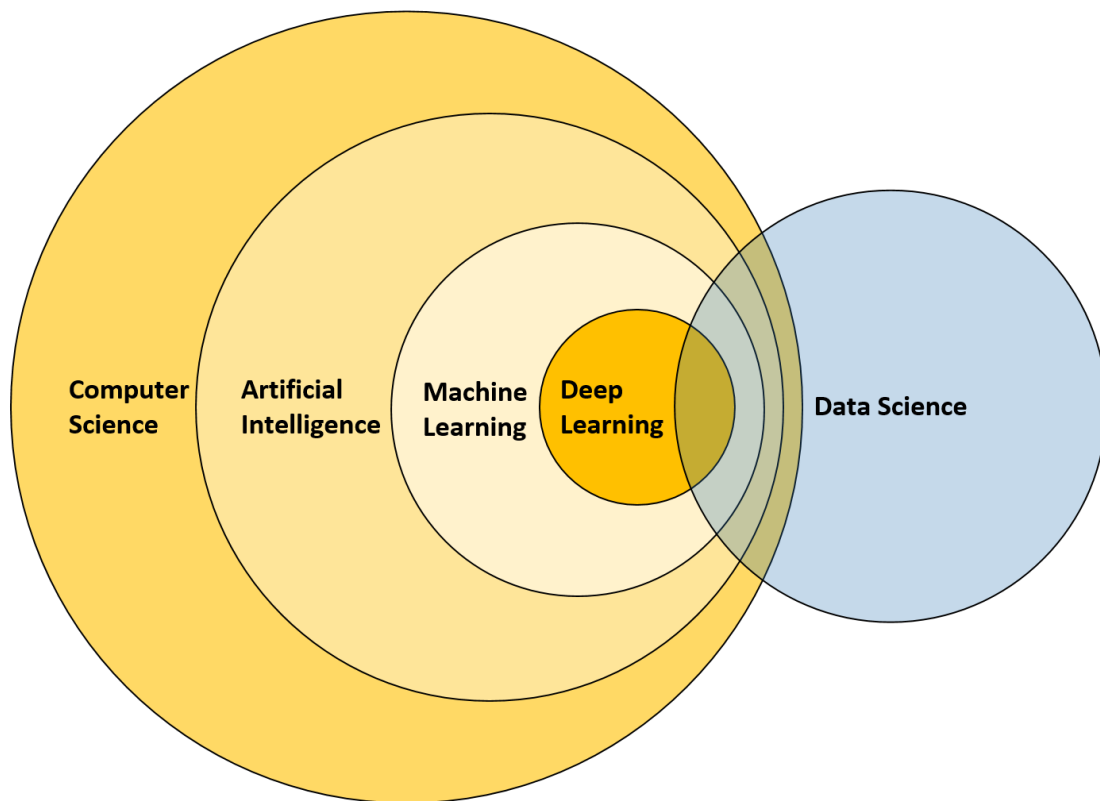 Computer
Science
Artificial
Intelligence
Machine
Learning
Deep
Learning
Data Science